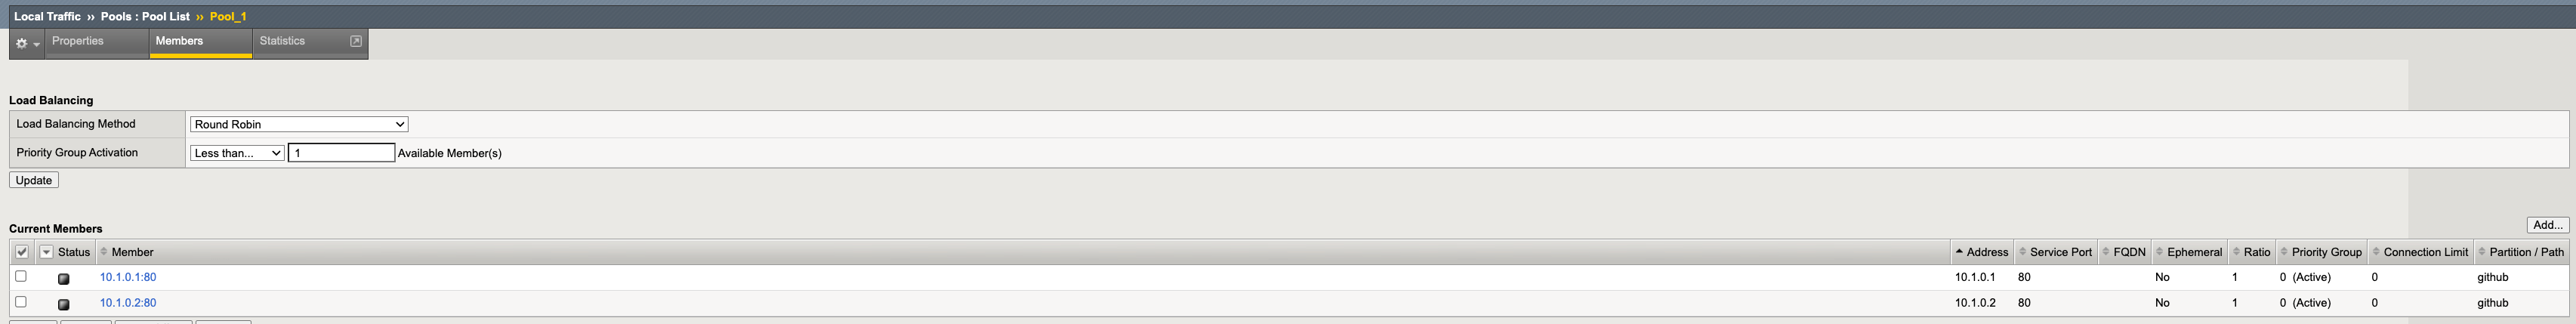 Local Traffic ›› Pools : Pool List ›› Pool_1
Properties Members Statistics
Load Balancing
Load Balancing Method Round Robin
Priority Group Activation Less than... 1 Available Member(s)
Update
Add...
Current Members
Status Member Address Service Port FQDN Ephemeral Ratio Priority Group Connection Limit Partition / Path
10.1.0.1:80 10.1.0.1 80 No 1 0 (Active) 0 github
10.1.0.2:80 10.1.0.2 80 No 1 0 (Active) 0 github